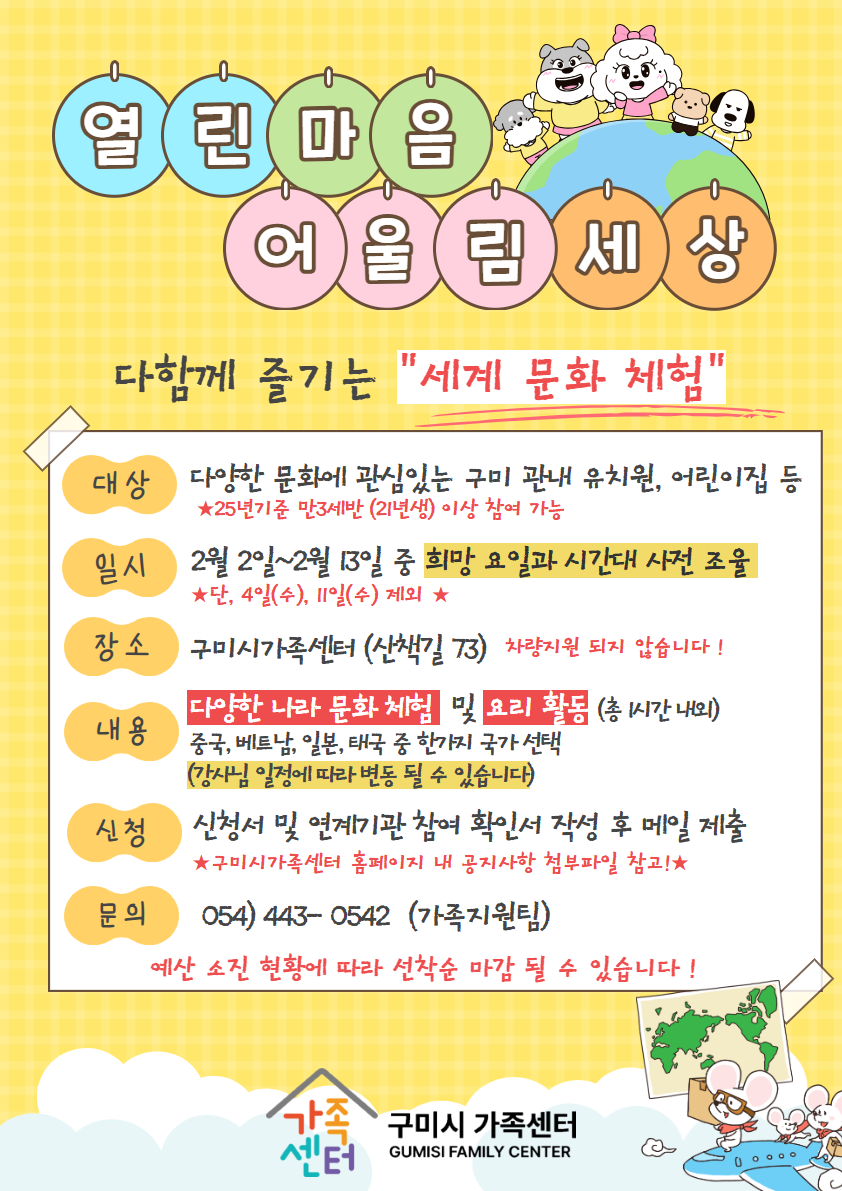 열린마음
어울림세상
다함께 즐기는 "세계 문화 체험"
대상
다양한 문화에 관심있는 구미 관내 유치원, 어린이집 등
★25년기준 만3세반 (21년생) 이상 참여 가능
일시
2월 2일~2월 13일 중 희망 요일과 시간대 사전 조율
★단, 4일(수), 11일(수) 제외 ★
장소
구미시가족센터 (산책길 73) 차량지원 되지 않습니다 !
내용
다양한 나라 문화 체험 및 요리 활동 (총 1시간 내외)
중국, 베트남, 일본, 태국 중 한가지 국가 선택
(강사님 일정에 따라 변동 될 수 있습니다)
신청
신청서 및 연계기관 참여 확인서 작성 후 메일 제출
★구미시가족센터 홈페이지 내 공지사항 첨부파일 참고!★
문의
054) 443- 0542 (가족지원팀)
예산 소진 현황에 따라 선착순 마감 될 수 있습니다 !
가족
센터
구미시 가족센터
GUMISI FAMILY CENTER